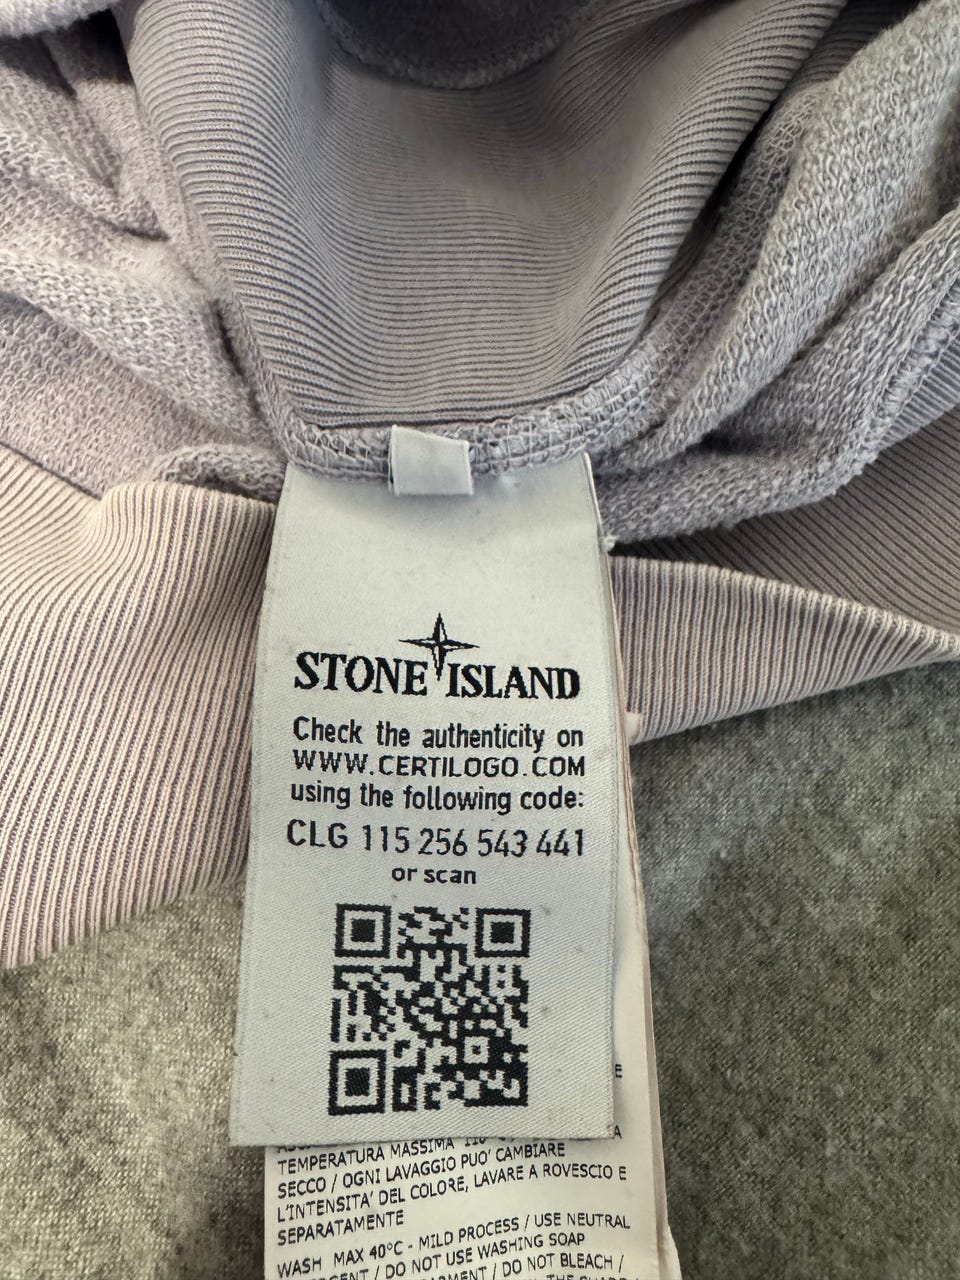 STONE ISLAND
Check the authenticity on
WWW.CERTILOGO.COM
using the following code:
CLG 115 256 543 441
or scan
E
A
TEMPERATURA MASSIMA 110°
SECCO / OGNI LAVAGGIO PUO' CAMBIARE
L'INTENSITA' DEL COLORE, LAVARE A ROVESCIO E
SEPARATAMENTE
WASH MAX 40°C - MILD PROCESS / USE NEUTRAL
/ DO NOT USE WASHING SOAP
/ DO NOT BLEACH /